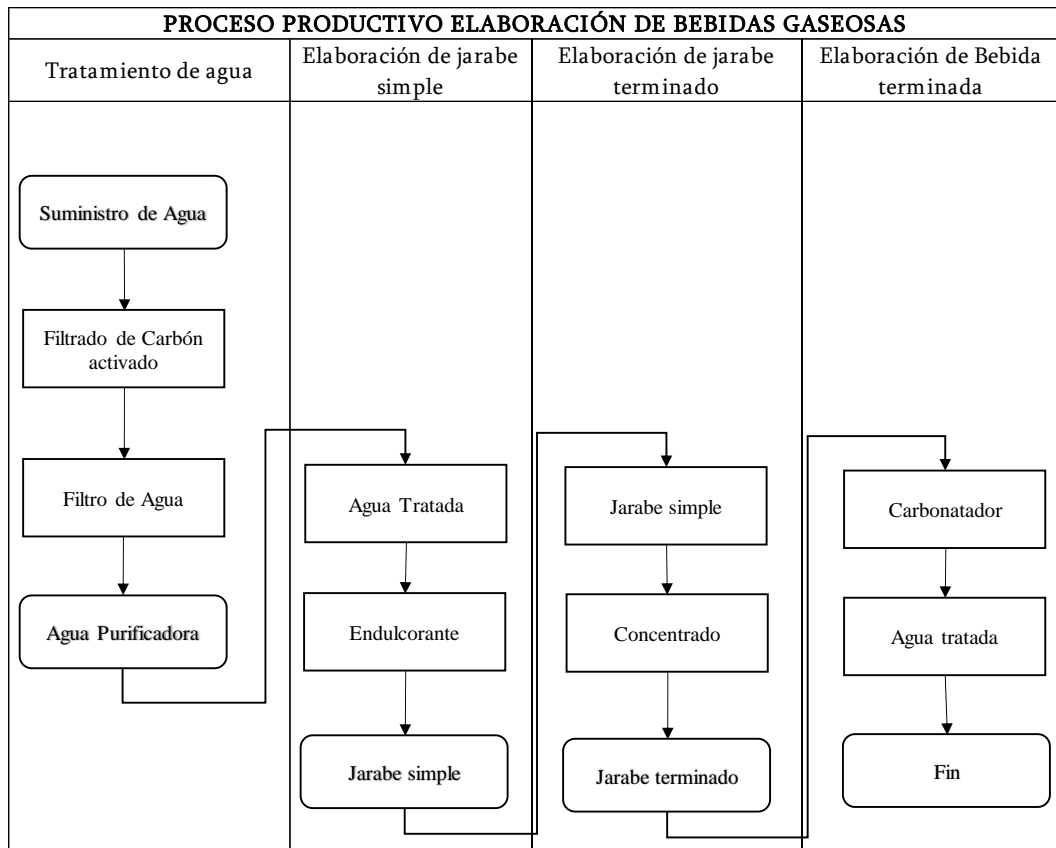 PROCESO PRODUCTIVO ELABORACIÓN DE BEBIDAS GASEOSAS
Tratamiento de agua
Elaboración de jarabe
simple
Elaboración de jarabe
terminado
Elaboración de Bebida
terminada
Suministro de Agua
Filtrado de Carbón
activado
Filtro de Agua
Agua Purificadora
Agua Tratada
Endulcorante
Jarabe simple
Jarabe simple
Concentrado
Jarabe terminado
Carbonatador
Agua tratada
Fin